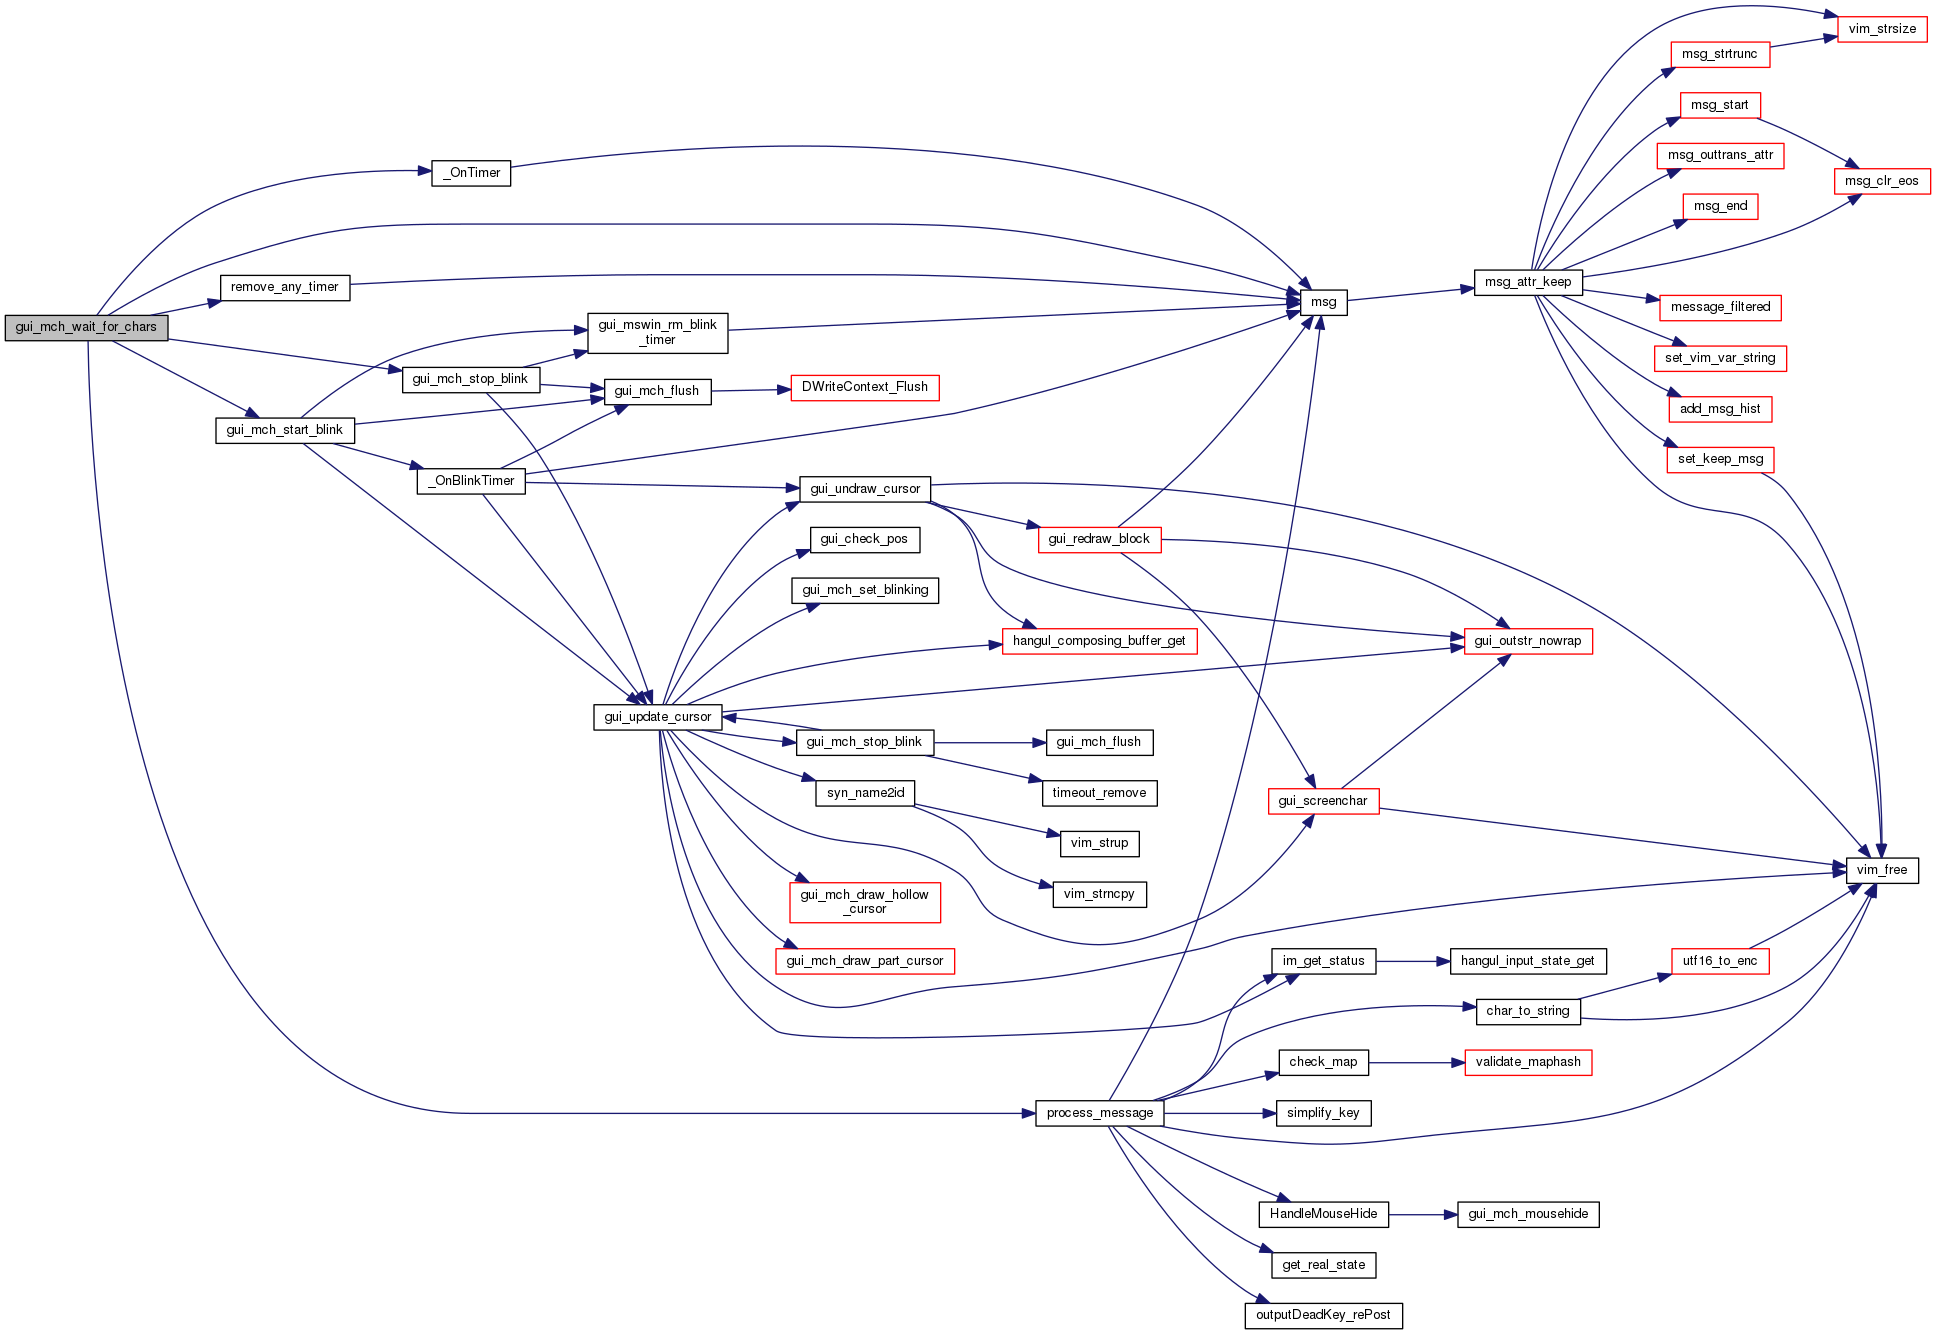 vim_strsize
msg_strtrunc
msg_start
msg_outtrans_attr
_OnTimer
msg_clr_eos
msg_end
remove_any_timer
msg_attr_keep
msg
message_filtered
gui_mch_wait_for_chars
gui_mswin_rm_blink
_timer
set_vim_var_string
gui_mch_stop_blink
gui_mch_flush
DWriteContext_Flush
add_msg_hist
gui_mch_start_blink
set_keep_msg
_OnBlinkTimer
gui_undraw_cursor
gui_check_pos
gui_redraw_block
gui_mch_set_blinking
hangul_composing_buffer_get
gui_outstr_nowrap
gui_update_cursor
gui_mch_stop_blink
gui_mch_flush
syn_name2id
timeout_remove
gui_screenchar
vim_strup
vim_free
gui_mch_draw_hollow
_cursor
vim_strncpy
gui_mch_draw_part_cursor
im_get_status
hangul_input_state_get
utf16_to_enc
char_to_string
check_map
validate_maphash
process_message
simplify_key
HandleMouseHide
gui_mch_mousehide
get_real_state
outputDeadKey_rePost